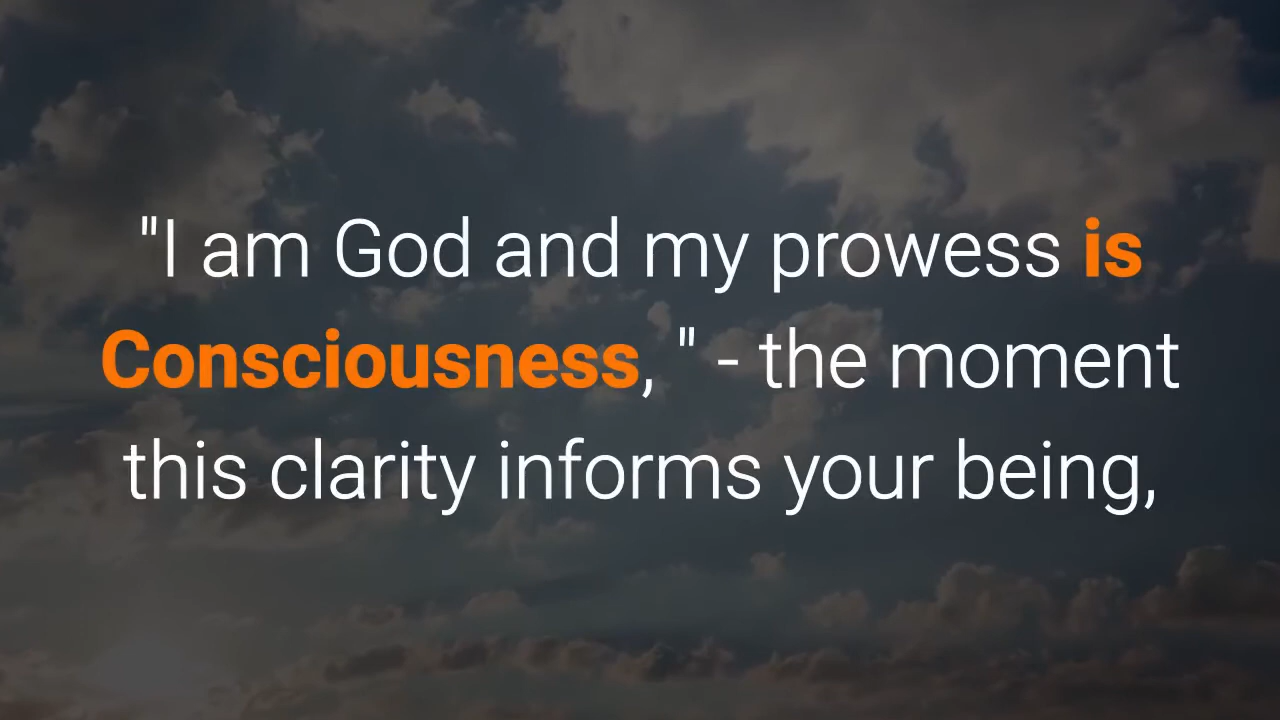 "I am God and my prowess is
Consciousness, " - the moment
this clarity informs your being,